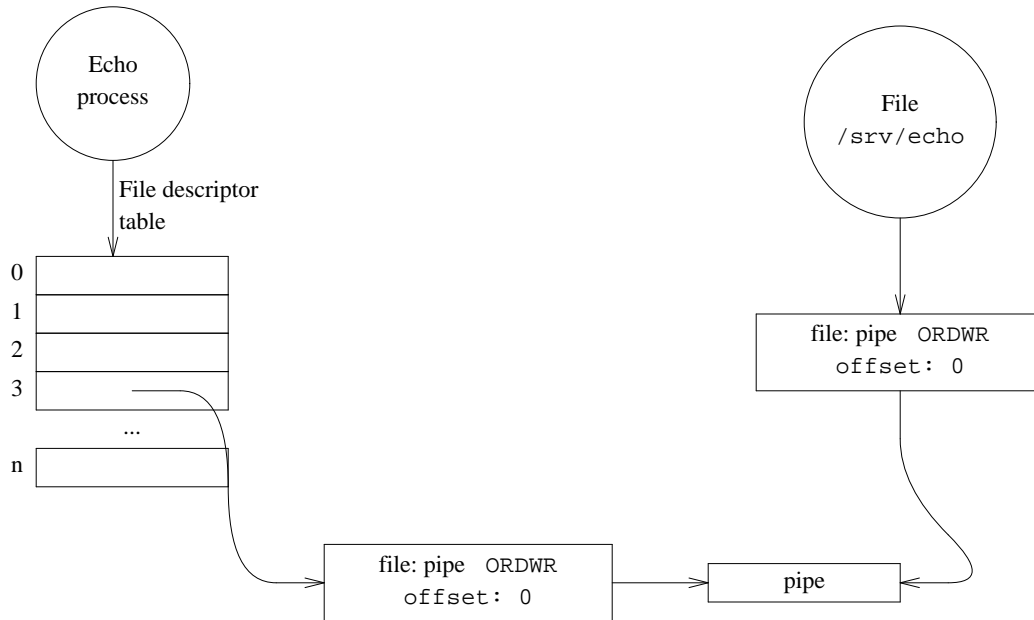 Echo
process
File
/srv/echo
File descriptor
table
0
1
2
3
...
n
file: pipe ORDWR
offset: 0
file: pipe ORDWR
offset: 0
pipe